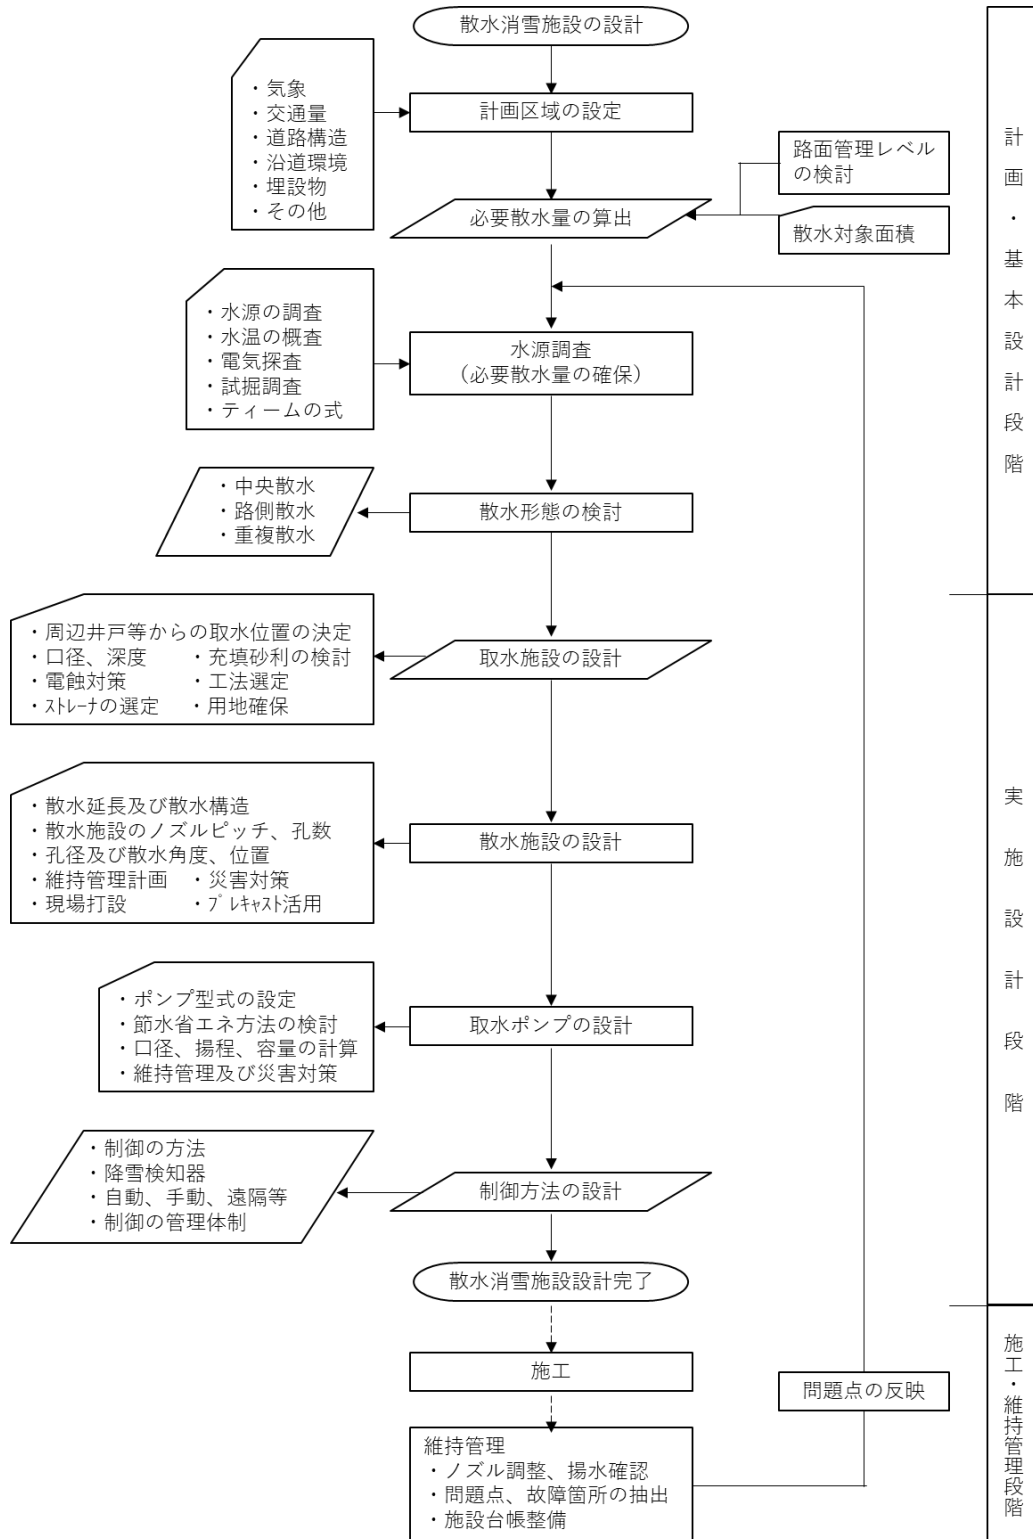 散水消雪施設の設計
・気象
・交通量
・道路構造
・沿道環境
・埋設物
・その他
計画区域の設定
路面管理レベル
の検討
必要散水量の算出
散水対象面積
・水源の調査
・水温の概査
・電気探査
・試掘調査
・ティームの式
水源調査
(必要散水量の確保)
・中央散水
・路側散水
・重複散水
散水形態の検討
計画・基本設計段階
・周辺井戸等からの取水位置の決定
・口径、深度 ・充填砂利の検討
・電蝕対策 ・工法選定
・ｽﾄﾚｰﾅの選定 ・用地確保
取水施設の設計
・散水延長及び散水構造
・散水施設のノズルピッチ、孔数
・孔径及び散水角度、位置
・維持管理計画 ・災害対策
・現場打設 ・ﾌﾟﾚｷｬｽﾄ活用
散水施設の設計
・ポンプ型式の設定
・節水省エネ方法の検討
・口径、揚程、容量の計算
・維持管理及び災害対策
取水ポンプの設計
・制御の方法
・降雪検知器
・自動、手動、遠隔等
・制御の管理体制
制御方法の設計
散水消雪施設設計完了
実施設計段階
施工
問題点の反映
維持管理
・ノズル調整、揚水確認
・問題点、故障箇所の抽出
・施設台帳整備
施工・維持管理段階